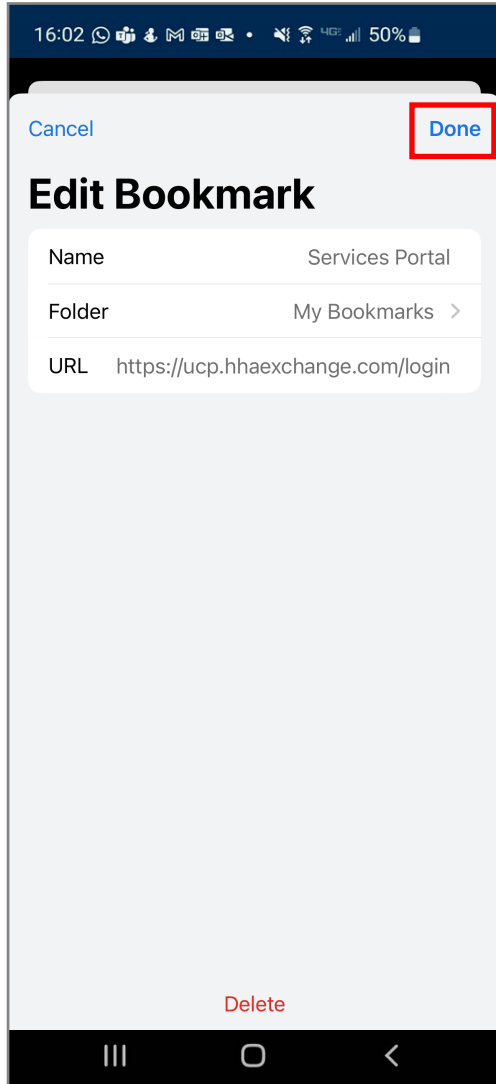 16:02 4GE 50%
Cancel Done
Edit Bookmark
Name Services Portal
Folder My Bookmarks
URL https://ucp.hhaexchange.com/login
Delete